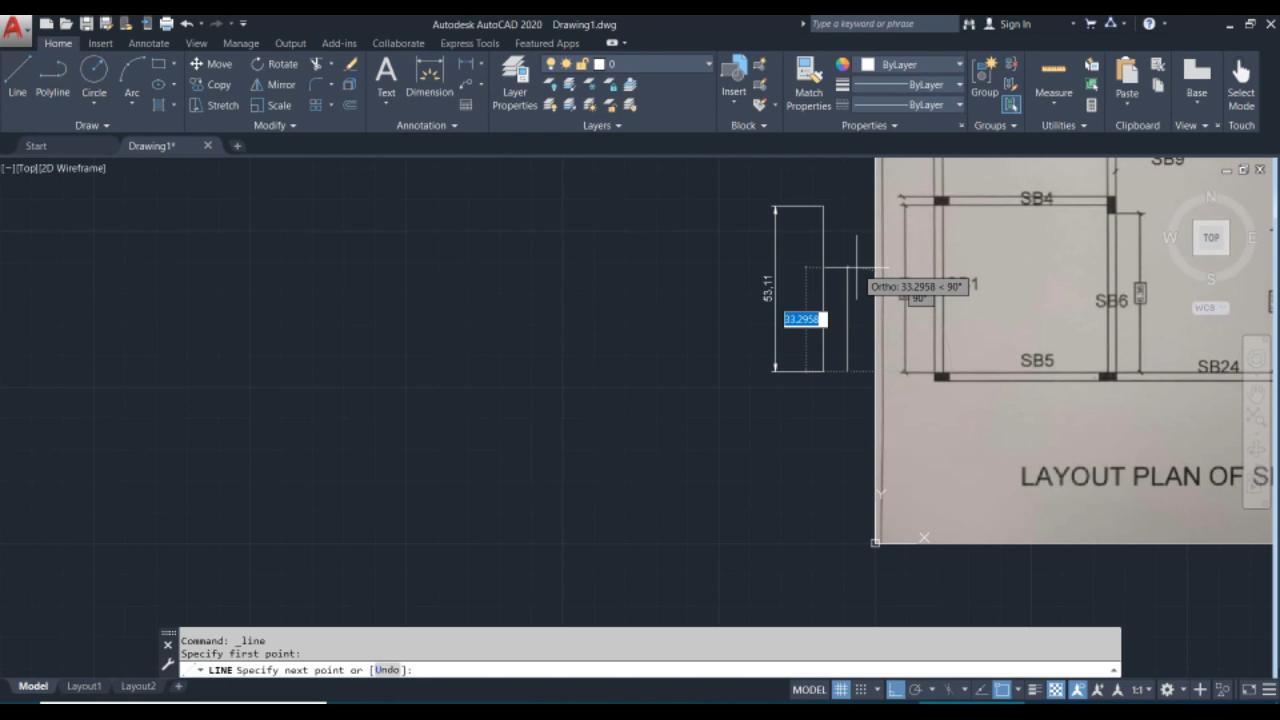 Autodesk AutoCAD 2020 Drawing1.dwg
Type a keyword or phrase
Sign In
Home Insert Annotate View Manage Output Add-ins Collaborate Express Tools Featured Apps
Line
Polyline
Circle
Arc
Move
Rotate
Copy
Mirror
Stretch
Scale
Text
Dimension
Layer
Properties
0
Insert
Match
Properties
ByLayer
ByLayer
ByLayer
Group
Measure
Paste
Base
Select
Mode
Draw
Modify
Annotation
Layers
Block
Properties
Groups
Utilities
Clipboard
View
Touch
Start
Drawing1*
[−][Top][2D Wireframe]
SB9
SB4
N
W
TOP
E
S
WCS
53,11
Ortho: 33.2958 < 90°
90°
33.2958
SB6
SB5
SB24
LAYOUT PLAN OF
Y
X
Command: _line
Specify first point:
LINE Specify next point or [Undo]:
Model Layout1 Layout2
MODEL
1:1